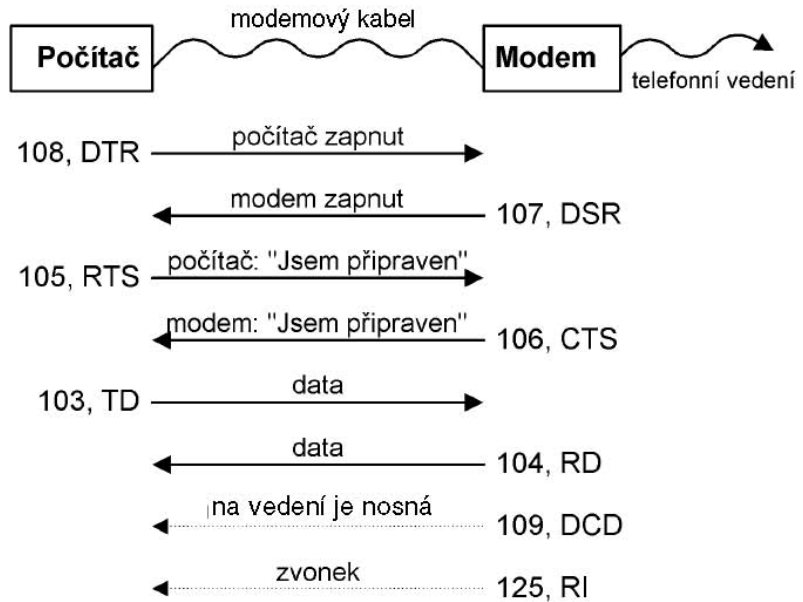 modemový kabel
Počítač
Modem
telefonní vedení
108, DTR
počítač zapnut
modem zapnut
107, DSR
105, RTS
počítač: "Jsem připraven"
modem: "Jsem připraven"
106, CTS
103, TD
data
data
104, RD
na vedení je nosná
109, DCD
zvonek
125, RI